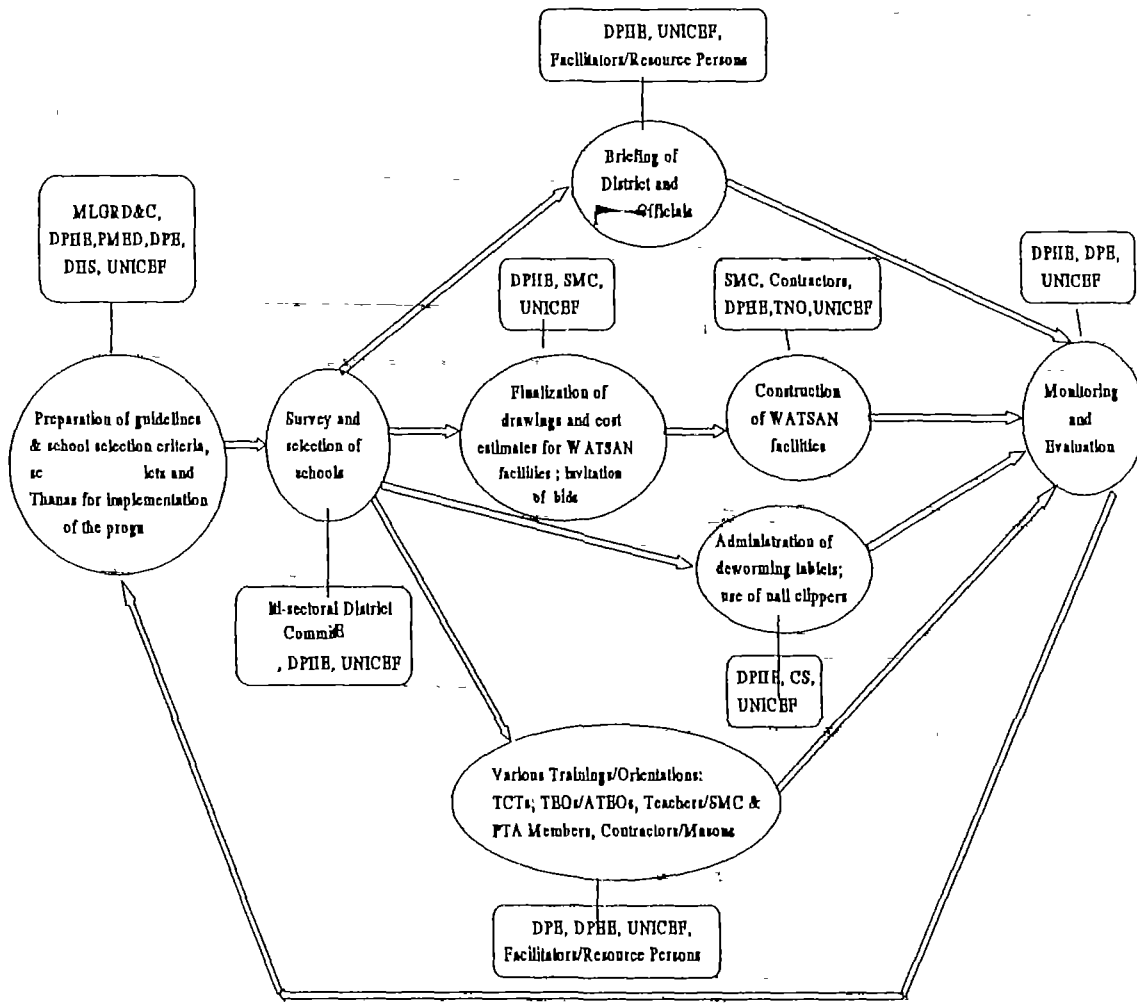 DPHE, UNICEF,
Facilitators/Resource Persons
Briefing of
District and
Officials
MLGRD&C,
DPHE,PMED,DPE,
DHS, UNICEF
Preparation of guidelines
& school selection criteria,
Thanas for implementation
of the
Survey and
selection of
schools
-sectoral District
, DPHE, UNICEF
DPHE, SMC,
UNICEF
Finalization of
drawings and cost
estimates for WATSAN
facilities ; invitation
of bids
SMC, Contractors,
DPHE,TNO,UNICEF
Construction
of WATSAN
facilities
DPHE, DPE,
UNICEF
Monitoring
and
Evaluation
Administration of
deworming tablets;
use of nail clippers
DPHE, CS,
UNICEF
Various Trainings/Orientations:
TCTs; TEOs/ATEOs, Teachers/SMC &
PTA Members, Contractors/Masons
DPE, DPHE, UNICEF,
Facilitators/Resource Persons